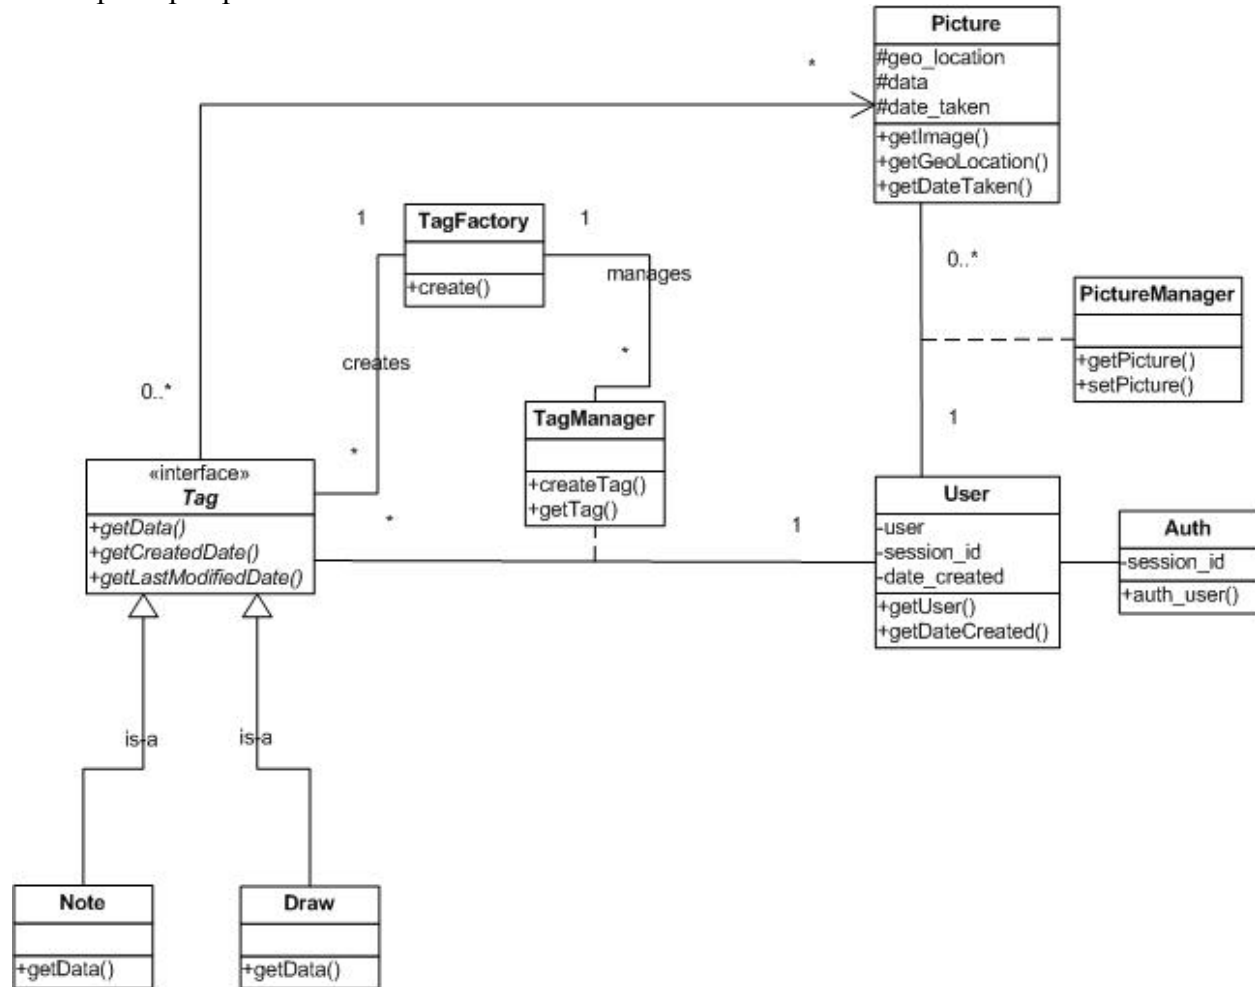 Picture
#geo_location
#data
#date_taken
+getImage()
+getGeoLocation()
+getDateTaken()
*
1
TagFactory
1
+create()
manages
0..*
PictureManager
+getPicture()
+setPicture()
creates
*
0..*
TagManager
+createTag()
+getTag()
1
*
«interface»
Tag
+getData()
+getCreatedDate()
+getLastModifiedDate()
*
1
User
-user
-session_id
-date_created
+getUser()
+getDateCreated()
Auth
-session_id
+auth_user()
is-a
is-a
Note
+getData()
Draw
+getData()